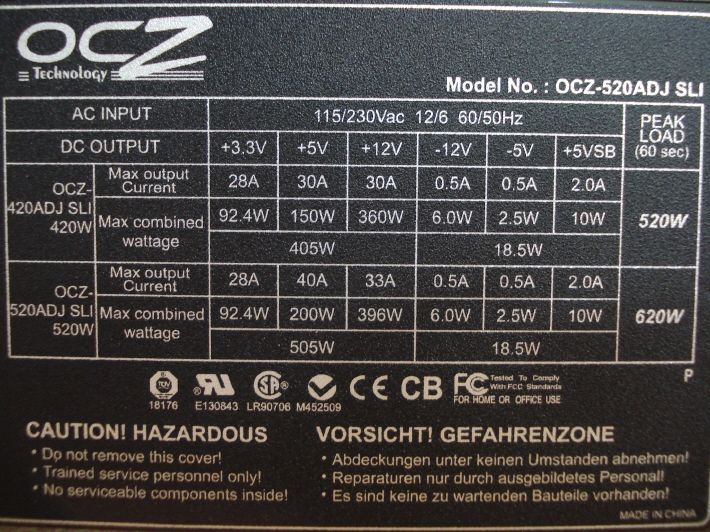 OCZ
Technology
Model No. : OCZ-520ADJ SLI
AC INPUT 115/230Vac 12/6 60/50Hz PEAK LOAD (60 sec)
DC OUTPUT +3.3V +5V +12V -12V -5V +5VSB
OCZ-420ADJ SLI 420W Max output Current 28A 30A 30A 0.5A 0.5A 2.0A 520W
Max combined wattage 92.4W 150W 360W 6.0W 2.5W 10W
405W 18.5W
OCZ-520ADJ SLI 520W Max output Current 28A 40A 33A 0.5A 0.5A 2.0A 620W
Max combined wattage 92.4W 200W 396W 6.0W 2.5W 10W
505W 18.5W
P
CE CB FC Tested To Comply With FCC Standards
18176 E130843 LR90706 M452509 FOR HOME OR OFFICE USE
CAUTION! HAZARDOUS
• Do not remove this cover!
• Trained service personnel only!
• No serviceable components inside!
VORSICHT! GEFAHRENZONE
• Abdeckungen unter keinen Umstanden abnehmen!
• Reparaturen nur durch ausgebildetes Personal!
• Es sind keine zu wartenden Bauteile vorhanden!
MADE IN CHINA